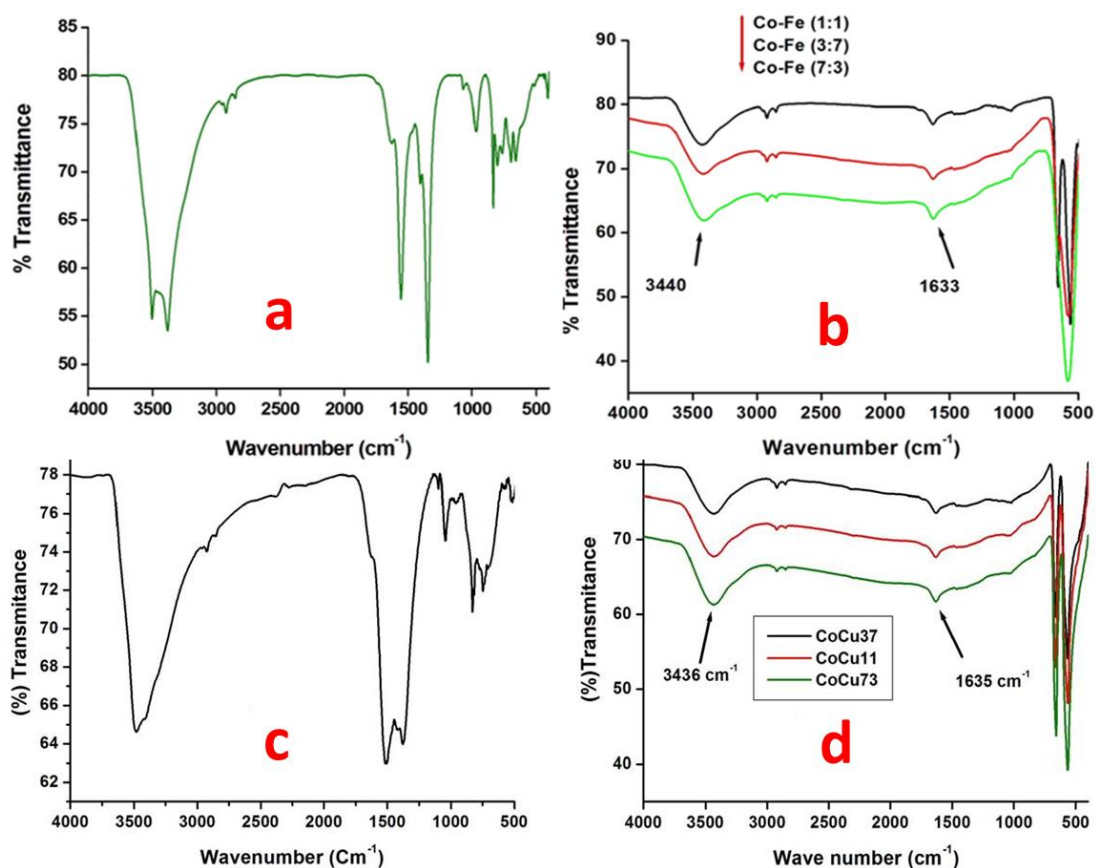 85
80
75
70
65
60
55
50
% Transmittance
a
4000 3500 3000 2500 2000 1500 1000 500
Wavenumber (cm⁻¹)
Co-Fe (1:1)
Co-Fe (3:7)
Co-Fe (7:3)
90
80
70
60
50
40
% Transmittance
3440
1633
b
4000 3500 3000 2500 2000 1500 1000 500
Wavenumber (cm⁻¹)
78
76
74
72
70
68
66
64
62
(%) Transmittance
c
4000 3500 3000 2500 2000 1500 1000 500
Wavenumber (Cm⁻¹)
80
70
60
50
40
(%)Transmitance
CoCu37
CoCu11
CoCu73
3436 cm⁻¹
1635 cm⁻¹
d
4000 3500 3000 2500 2000 1500 1000 500
Wave number (cm⁻¹)